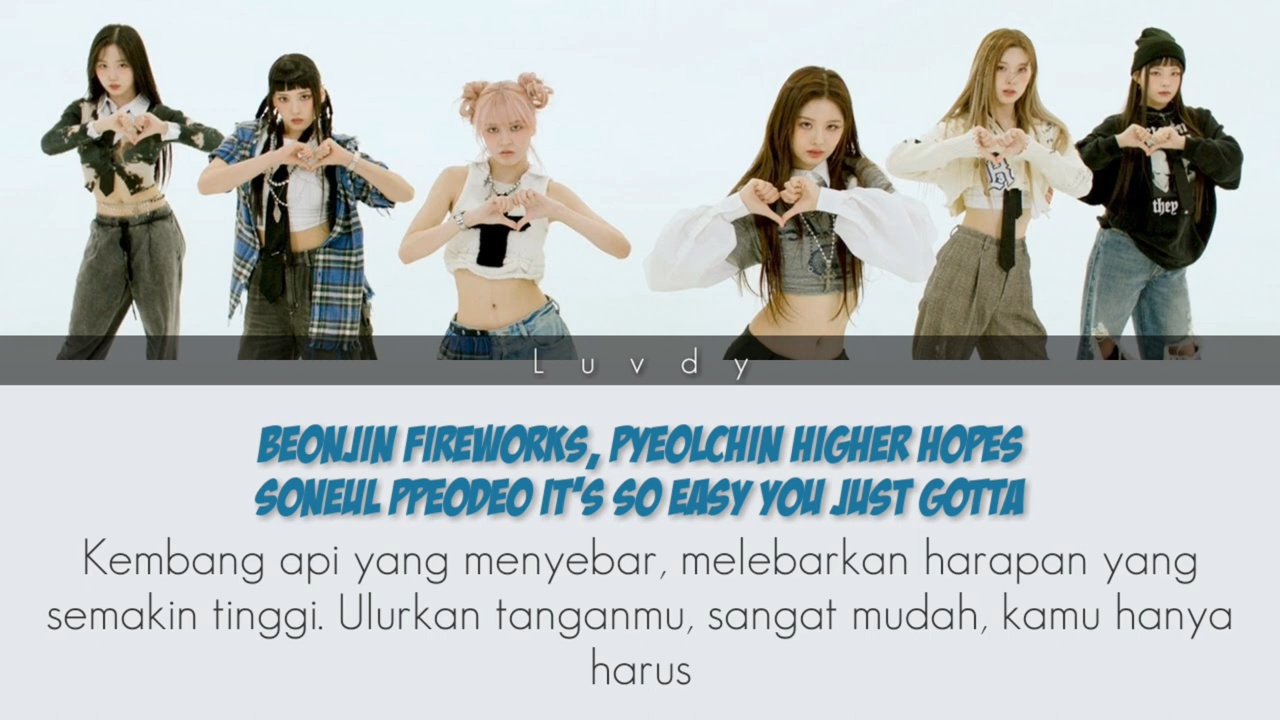 they
L u v d y
BEONJIN FIREWORKS, PYEOLCHIN HIGHER HOPES
SONEUL PPEODEO IT'S SO EASY YOU JUST GOTTA
Kembang api yang menyebar, melebarkan harapan yang
semakin tinggi. Ulurkan tanganmu, sangat mudah, kamu hanya
harus